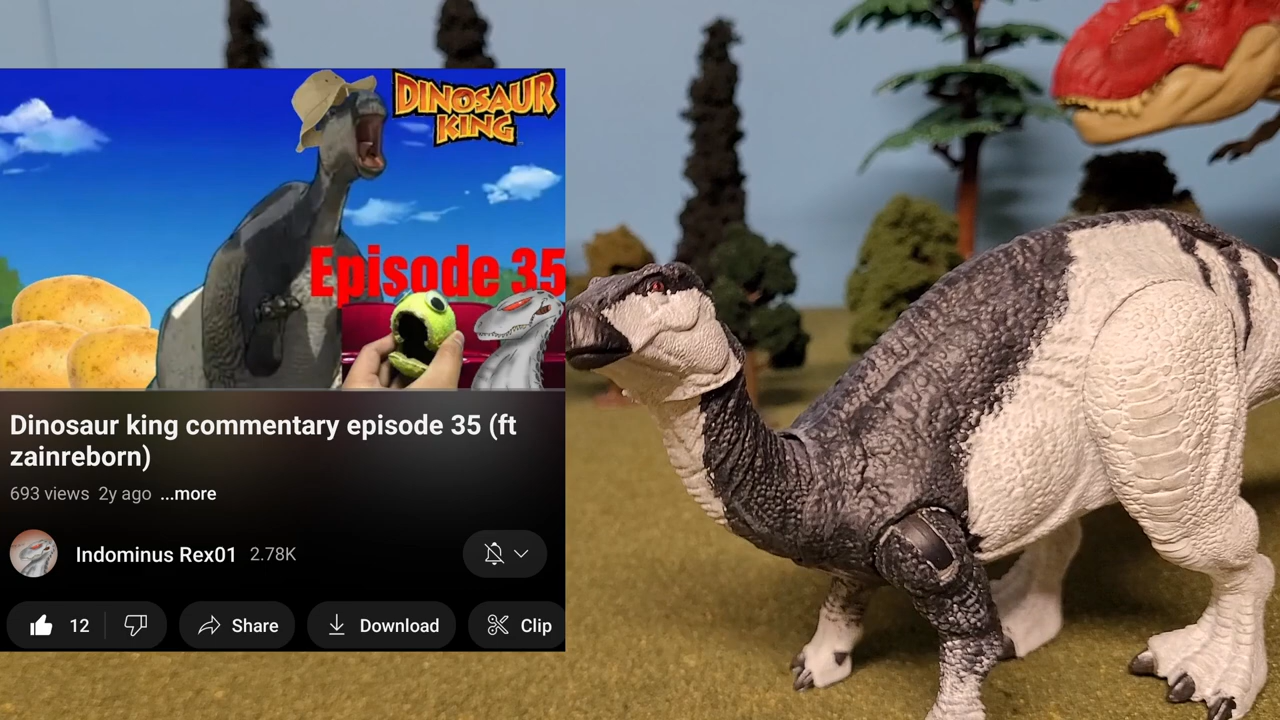 DINOSAUR
KING
Episode 35
Dinosaur king commentary episode 35 (ft
zainreborn)
693 views 2y ago ...more
Indominus Rex01 2.78K
12 Share Download Clip